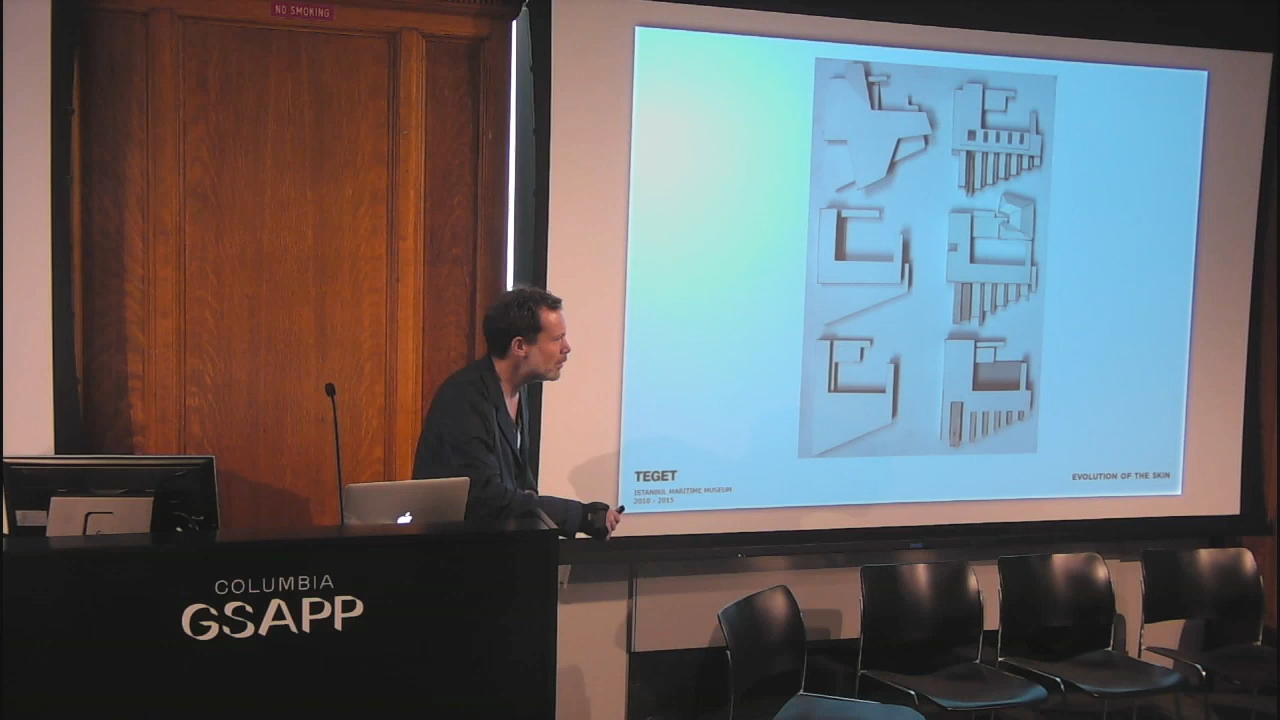 NO SMOKING
TEGET
ISTANBUL MARITIME MUSEUM
2010 - 2015
EVOLUTION OF THE SKIN
COLUMBIA
GSAPP